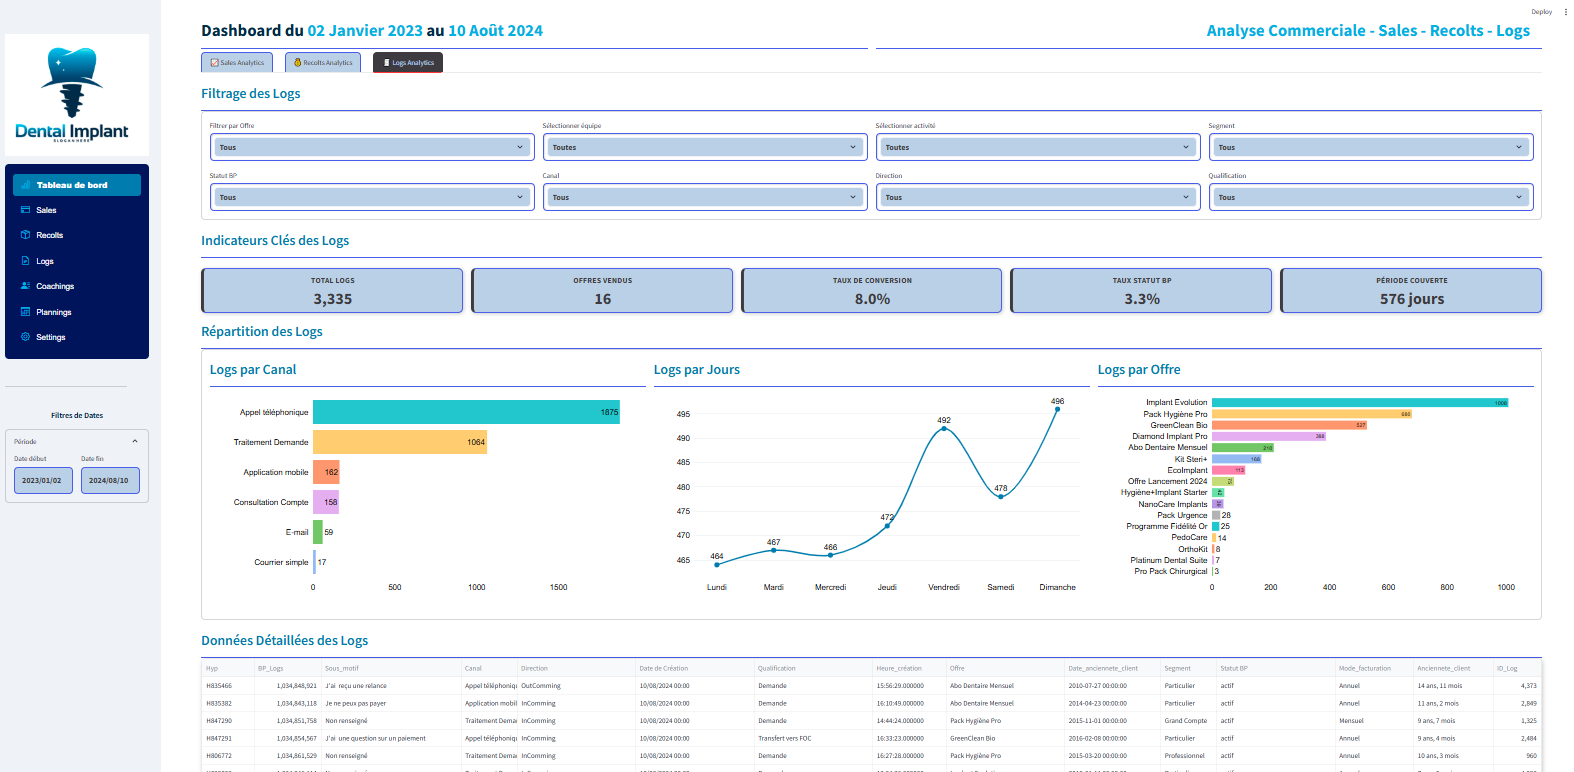 Deploy
Dashboard du 02 Janvier 2023 au 10 Août 2024
Analyse Commerciale - Sales - Recolts - Logs
Dental Implant
Sales Analytics
Recolts Analytics
Logs Analytics
Tableau de bord
Sales
Recolts
Logs
Coachings
Plannings
Settings
Filtres de Dates
Période
Date début Date fin
2023/01/02 2024/08/10
Filtrage des Logs
Filtrer par Offre Sélectionner équipe Sélectionner activité Segment
Tous Toutes Toutes Tous
Statut BP Canal Direction Qualification
Tous Tous Tous Tous
Indicateurs Clés des Logs
TOTAL LOGS OFFRES VENDUS TAUX DE CONVERSION TAUX STATUT BP PÉRIODE COUVERTE
3,335 16 8.0% 3.3% 576 jours
Répartition des Logs
Logs par Canal
Appel téléphonique 1875
Traitement Demande 1064
Application mobile 162
Consultation Compte 158
E-mail 59
Courrier simple 17
0 500 1000 1500
Logs par Jours
495
490
485
480
475
470
465
464 467 466 472 492 478 496
Lundi Mardi Mercredi Jeudi Vendredi Samedi Dimanche
Logs par Offre
Implant Evolution
Pack Hygiène Pro 680
GreenClean Bio 527
Diamond Implant Pro 388
Abo Dentaire Mensuel 210
Kit Steri+ 168
EcoImplant 113
Offre Lancement 2024
Hygiène+Implant Starter
NanoCare Implants
Pack Urgence 28
Programme Fidélité Or 25
PedoCare 14
OrthoKit 8
Platinum Dental Suite 7
Pro Pack Chirurgical 3
0 200 400 600 800 1000
Données Détaillées des Logs
Hyp BP_Logs Sous_motif Canal Direction Date de Création Qualification Heure_création Offre Date_anciennete_client Segment Statut BP Mode_facturation Anciennete_client ID_Log
H835466 1,034,848,921 J'ai reçu une relance Appel téléphoniq OutComming 10/08/2024 00:00 Demande 15:56:29.000000 Abo Dentaire Mensuel 2010-07-27 00:00:00 Particulier actif Annuel 14 ans, 11 mois 4,373
H835382 1,034,843,118 Je ne peux pas payer Application mobil InComming 10/08/2024 00:00 Demande 16:10:49.000000 Abo Dentaire Mensuel 2014-04-23 00:00:00 Particulier actif Annuel 11 ans, 2 mois 2,849
H847290 1,034,851,758 Non renseigné Traitement Demar InComming 10/08/2024 00:00 Demande 14:44:24.000000 Pack Hygiène Pro 2015-11-01 00:00:00 Grand Compte actif Mensuel 9 ans, 7 mois 1,325
H847291 1,034,854,567 J'ai une question sur un paiement Appel téléphoniq InComming 10/08/2024 00:00 Transfert vers FOC 16:33:23.000000 GreenClean Bio 2016-02-08 00:00:00 Particulier actif Annuel 9 ans, 4 mois 2,484
H806772 1,034,861,529 Non renseigné Traitement Demar InComming 10/08/2024 00:00 Demande 16:27:28.000000 Pack Hygiène Pro 2015-03-20 00:00:00 Professionnel actif Annuel 10 ans, 3 mois 960